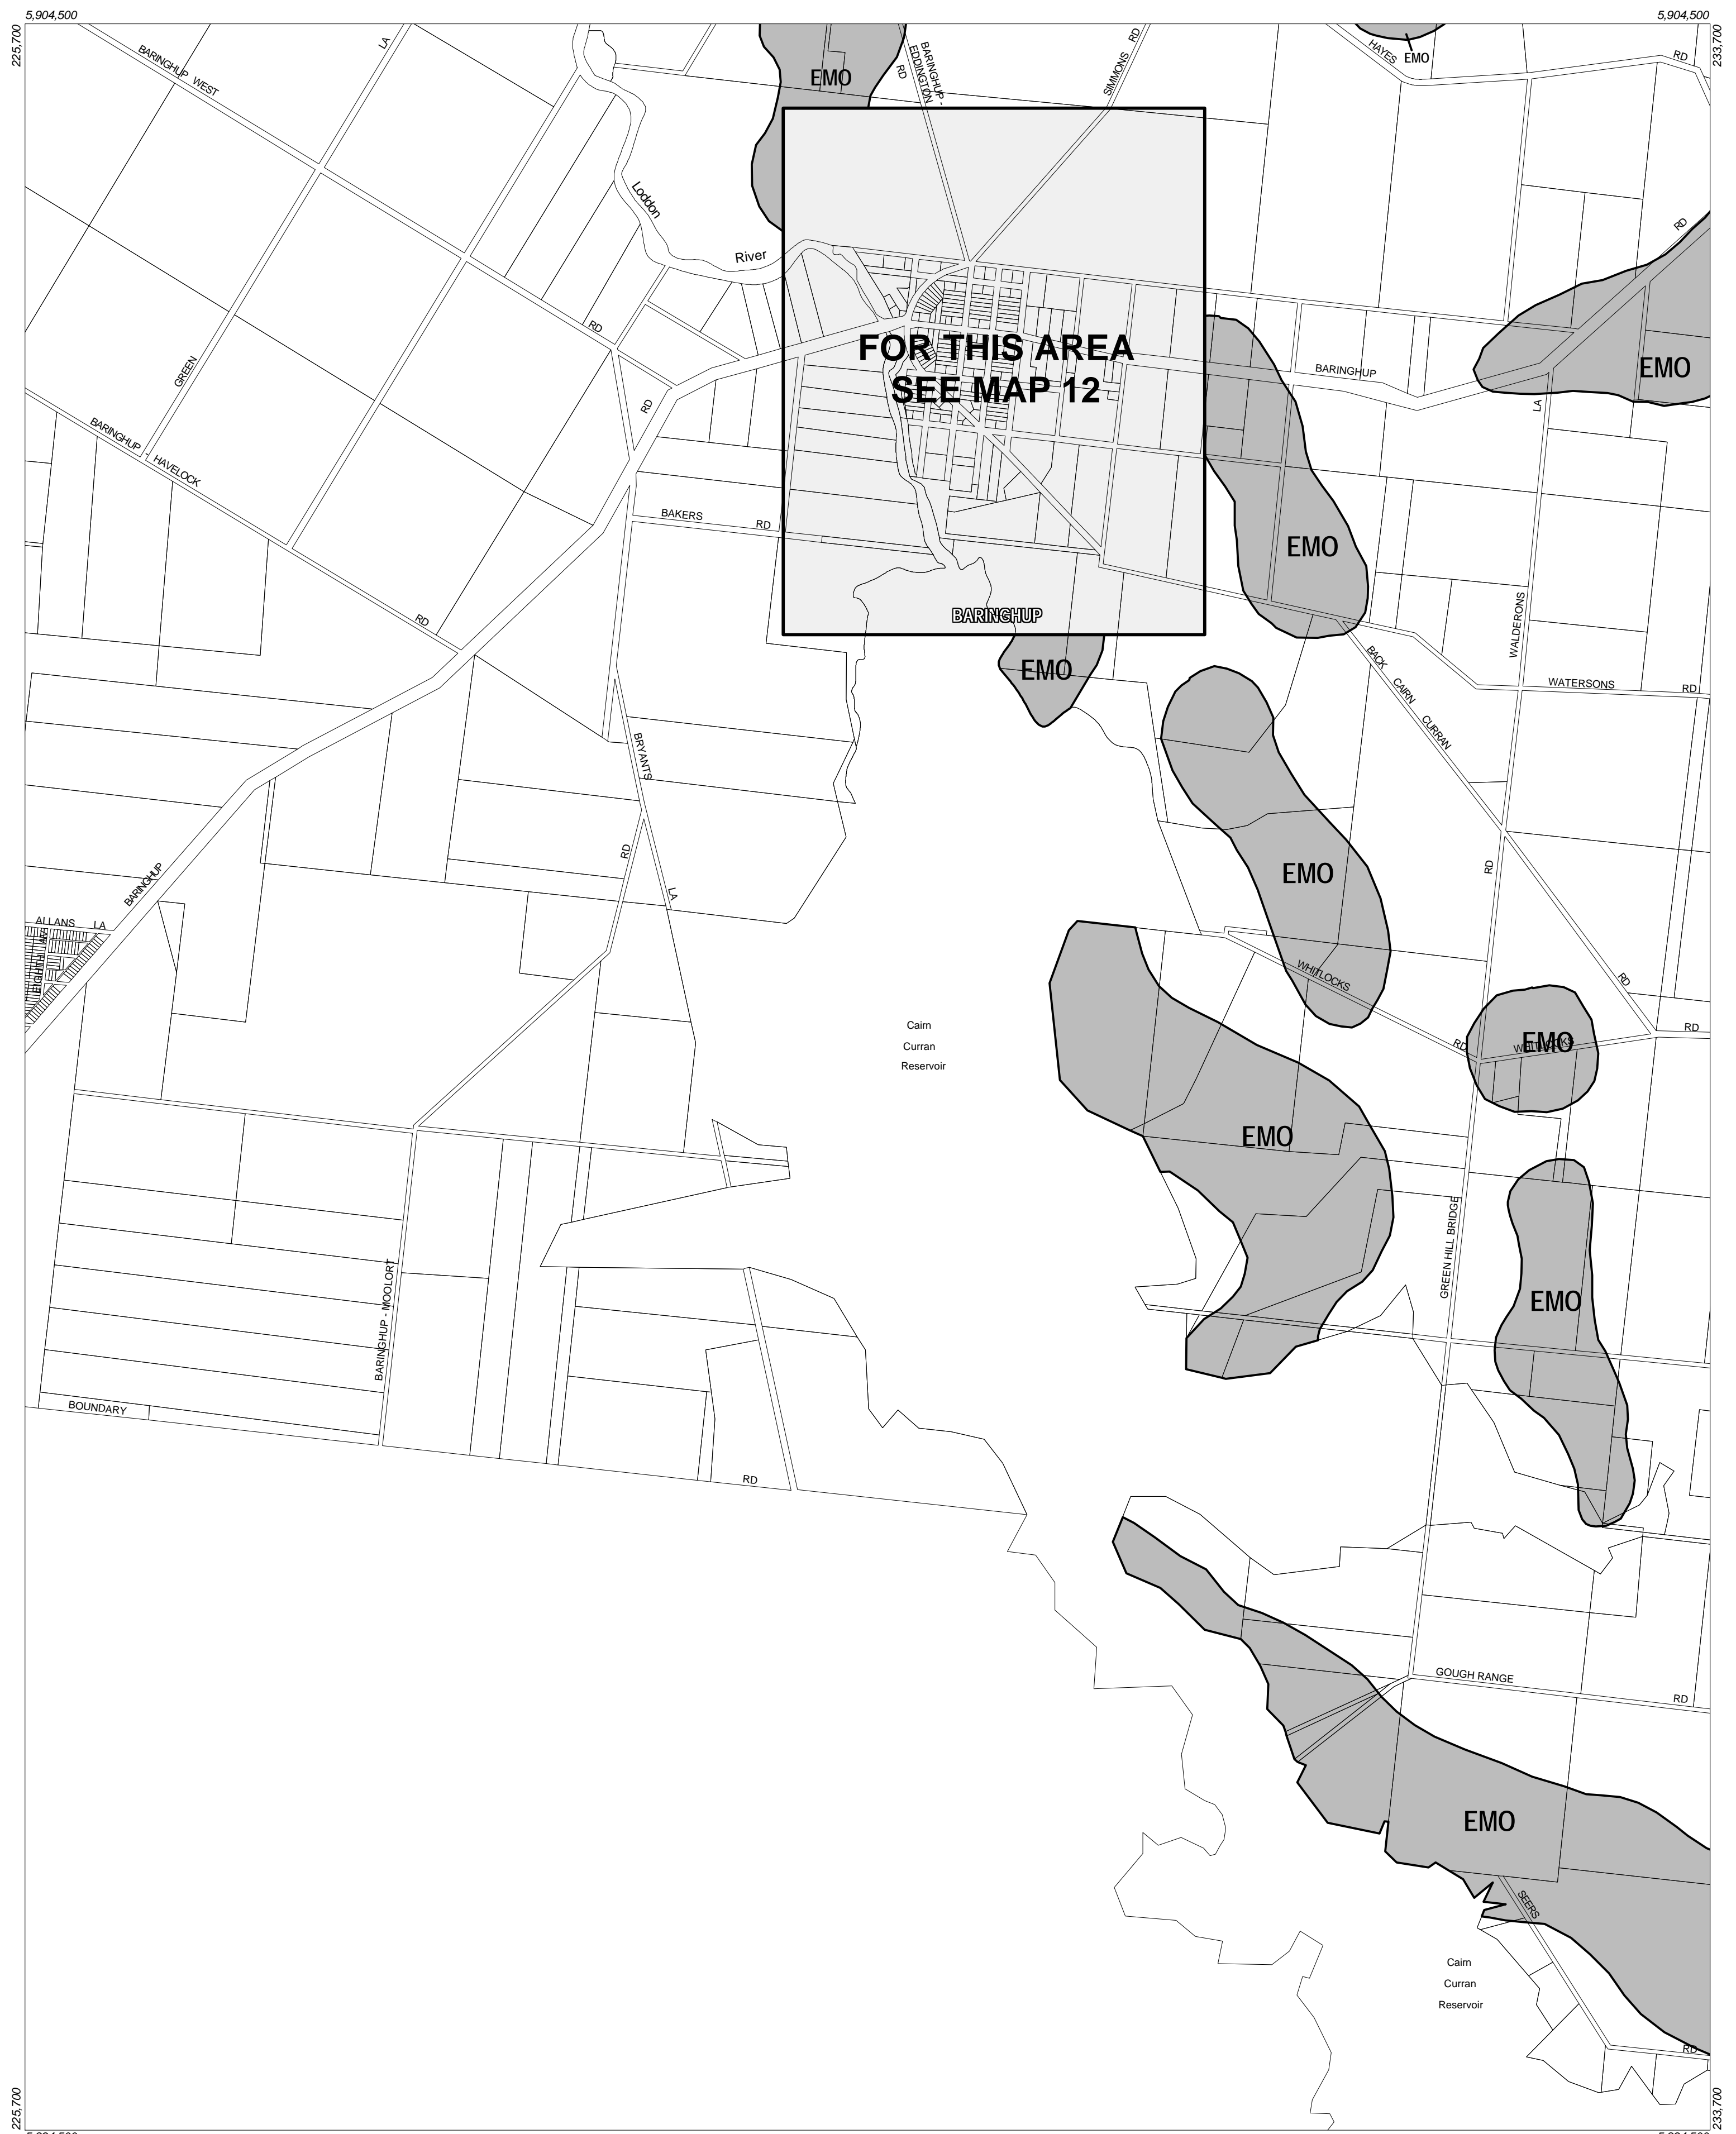 5,904,500
5,904,500
225,700
233,700
BARINGHUP WEST
LA
EMO
BARINGHUP -
EDDINGTON
RD
SIMMONS RD
HAYES
EMO
RD
Loddon
River
RD
GREEN
RD
FOR THIS AREA
SEE MAP 12
BARINGHUP
EMO
LA
RD
BARINGHUP - HAVELOCK
BAKERS RD
EMO
RD
BARINGHUP
WALDERONS
EMO
BACK CAIRN CURRAN
WATERSONS RD
BRYANTS
RD
LA
EMO
RD
BARINGHUP
ALLANS LA
EIGHTH AV
WHITLOCKS
RD
RD
Cairn
Curran
Reservoir
EMO
WHITLOCKS
RD
EMO
GREEN HILL BRIDGE
BARINGHUP - MOOLORT
EMO
BOUNDARY
RD
GOUGH RANGE
RD
EMO
SEERS
Cairn
Curran
Reservoir
RD
225,700
233,700